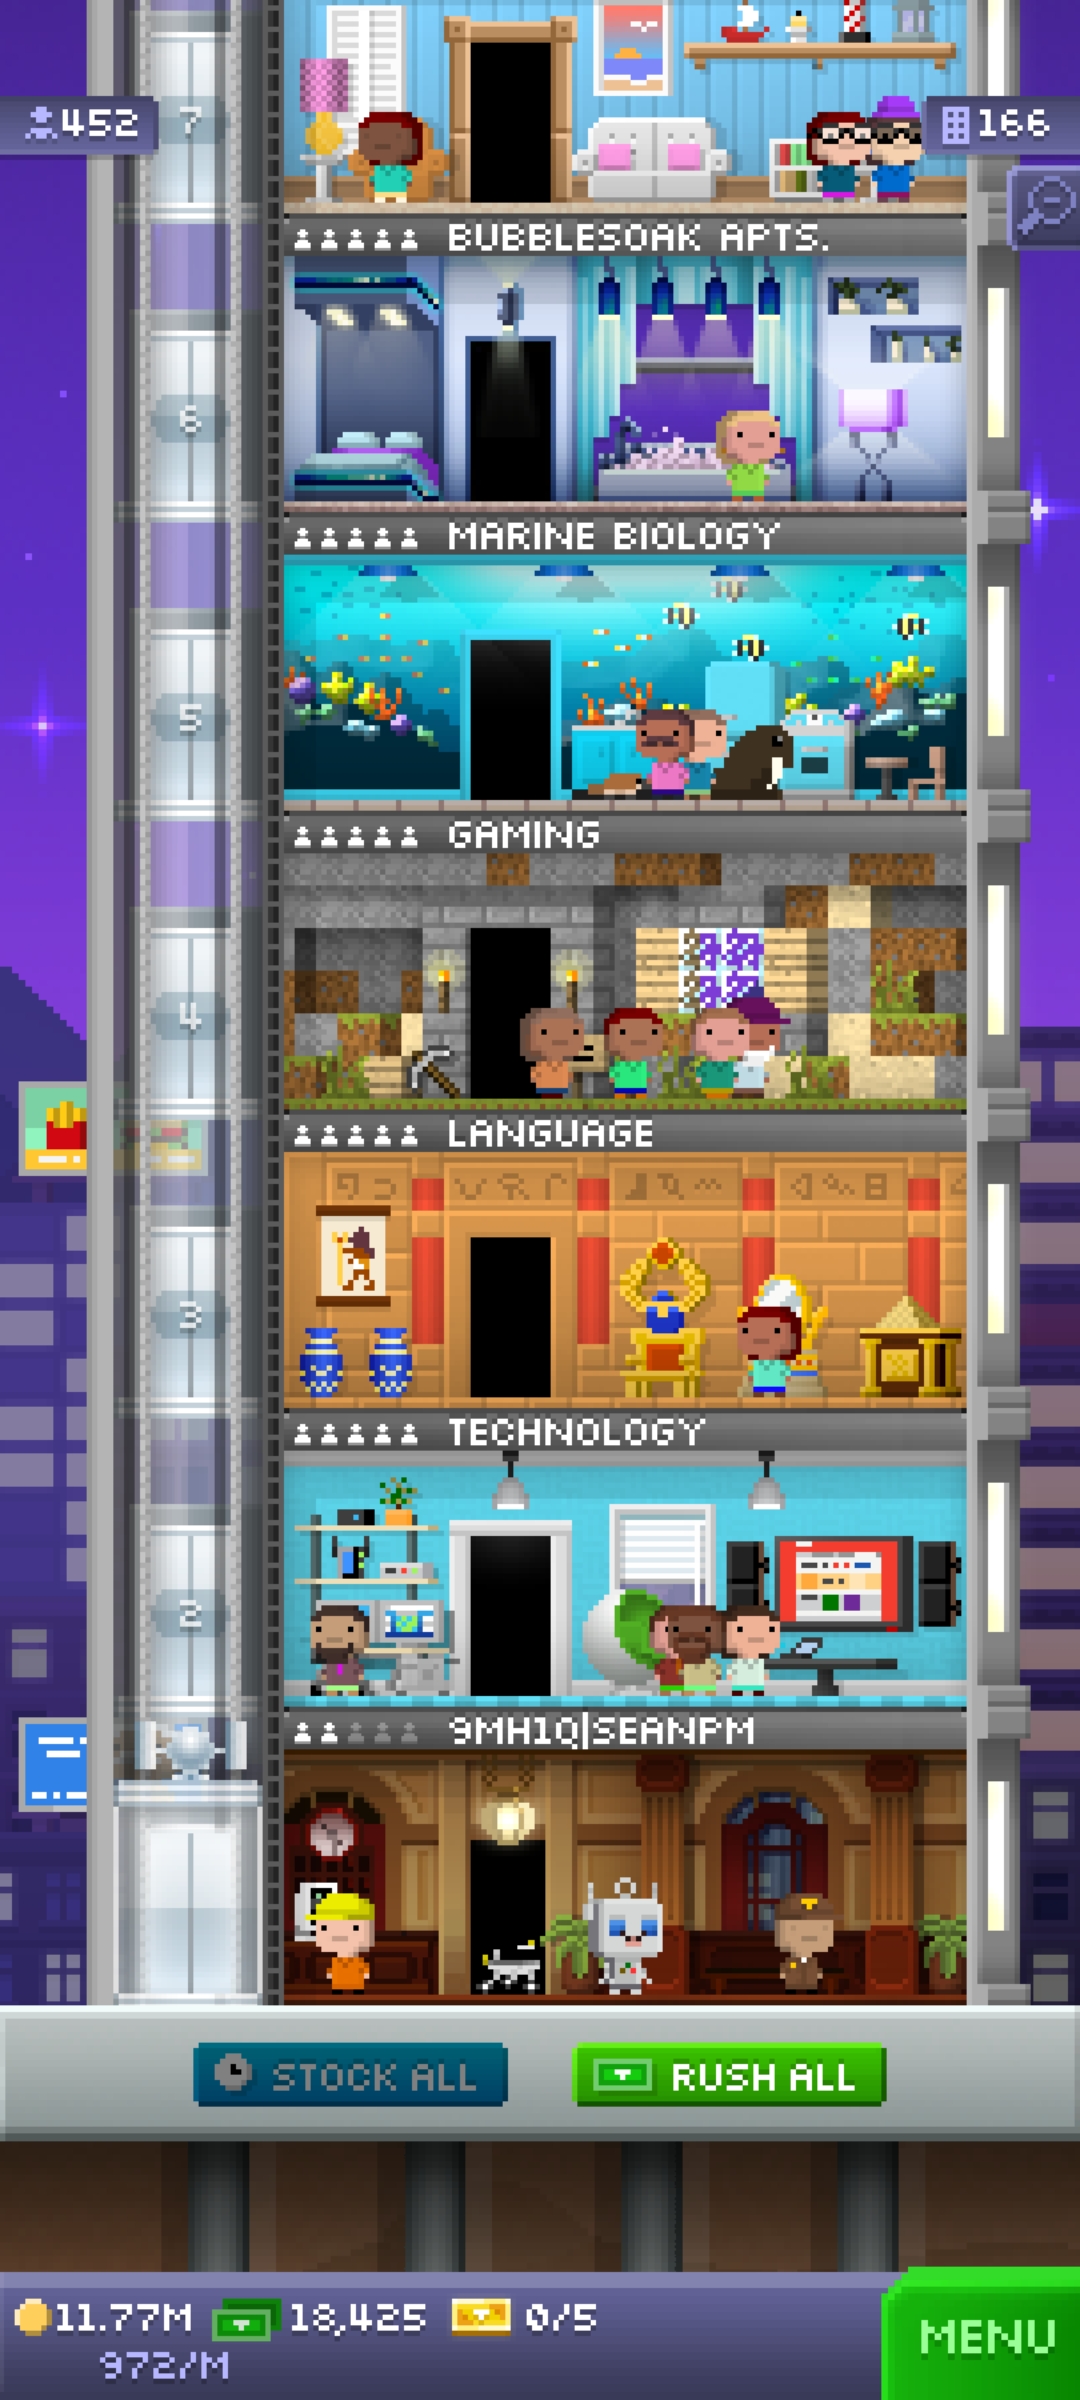 452
7
166
BUBBLESOAK APTS.
6
MARINE BIOLOGY
5
GAMING
4
LANGUAGE
3
TECHNOLOGY
2
9MH1Q|SEANPM
STOCK ALL
RUSH ALL
11.77M
18,425
0/5
972/M
MENU